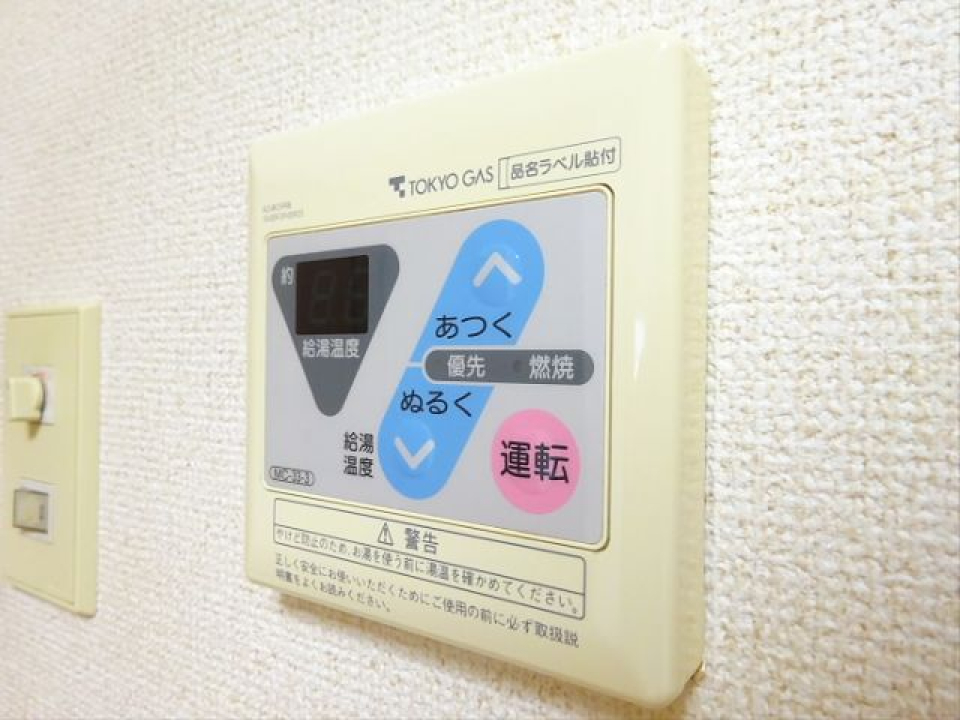 TOKYO GAS
品名ラベル貼付
約
給湯温度
あつく
優先 燃焼
ぬるく
給湯
温度
運転
MC-33-3
警告
やけど防止のため、お湯を使う前に湯温を確かめてください。
正しく安全にお使いいただくためにご使用の前に必ず取扱説
明書をよくお読みください。